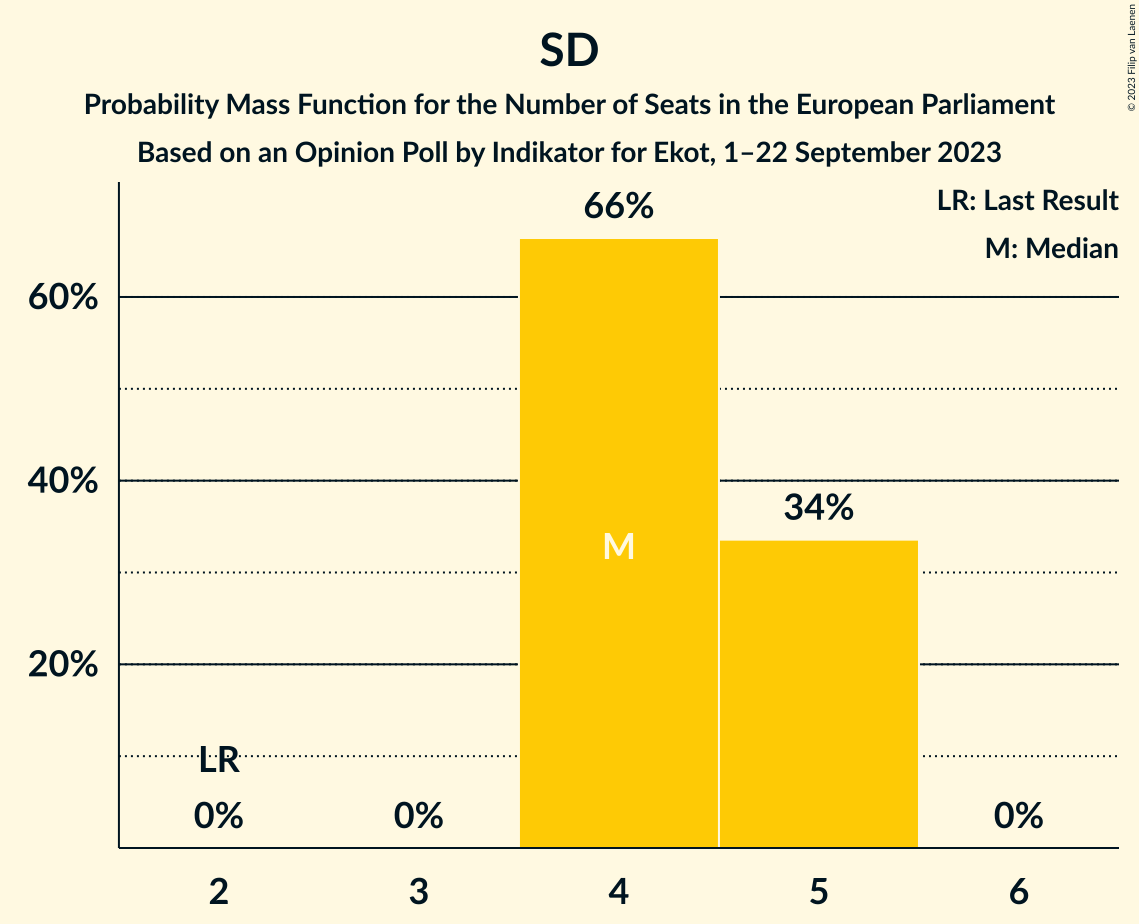 SD
Probability Mass Function for the Number of Seats in the European Parliament
Based on an Opinion Poll by Indikator for Ekot, 1–22 September 2023
© 2023 Filip van Laenen
LR: Last Result
M: Median
66%
60%
40%
34%
M
20%
LR
0%
0%
0%
2
3
4
5
6